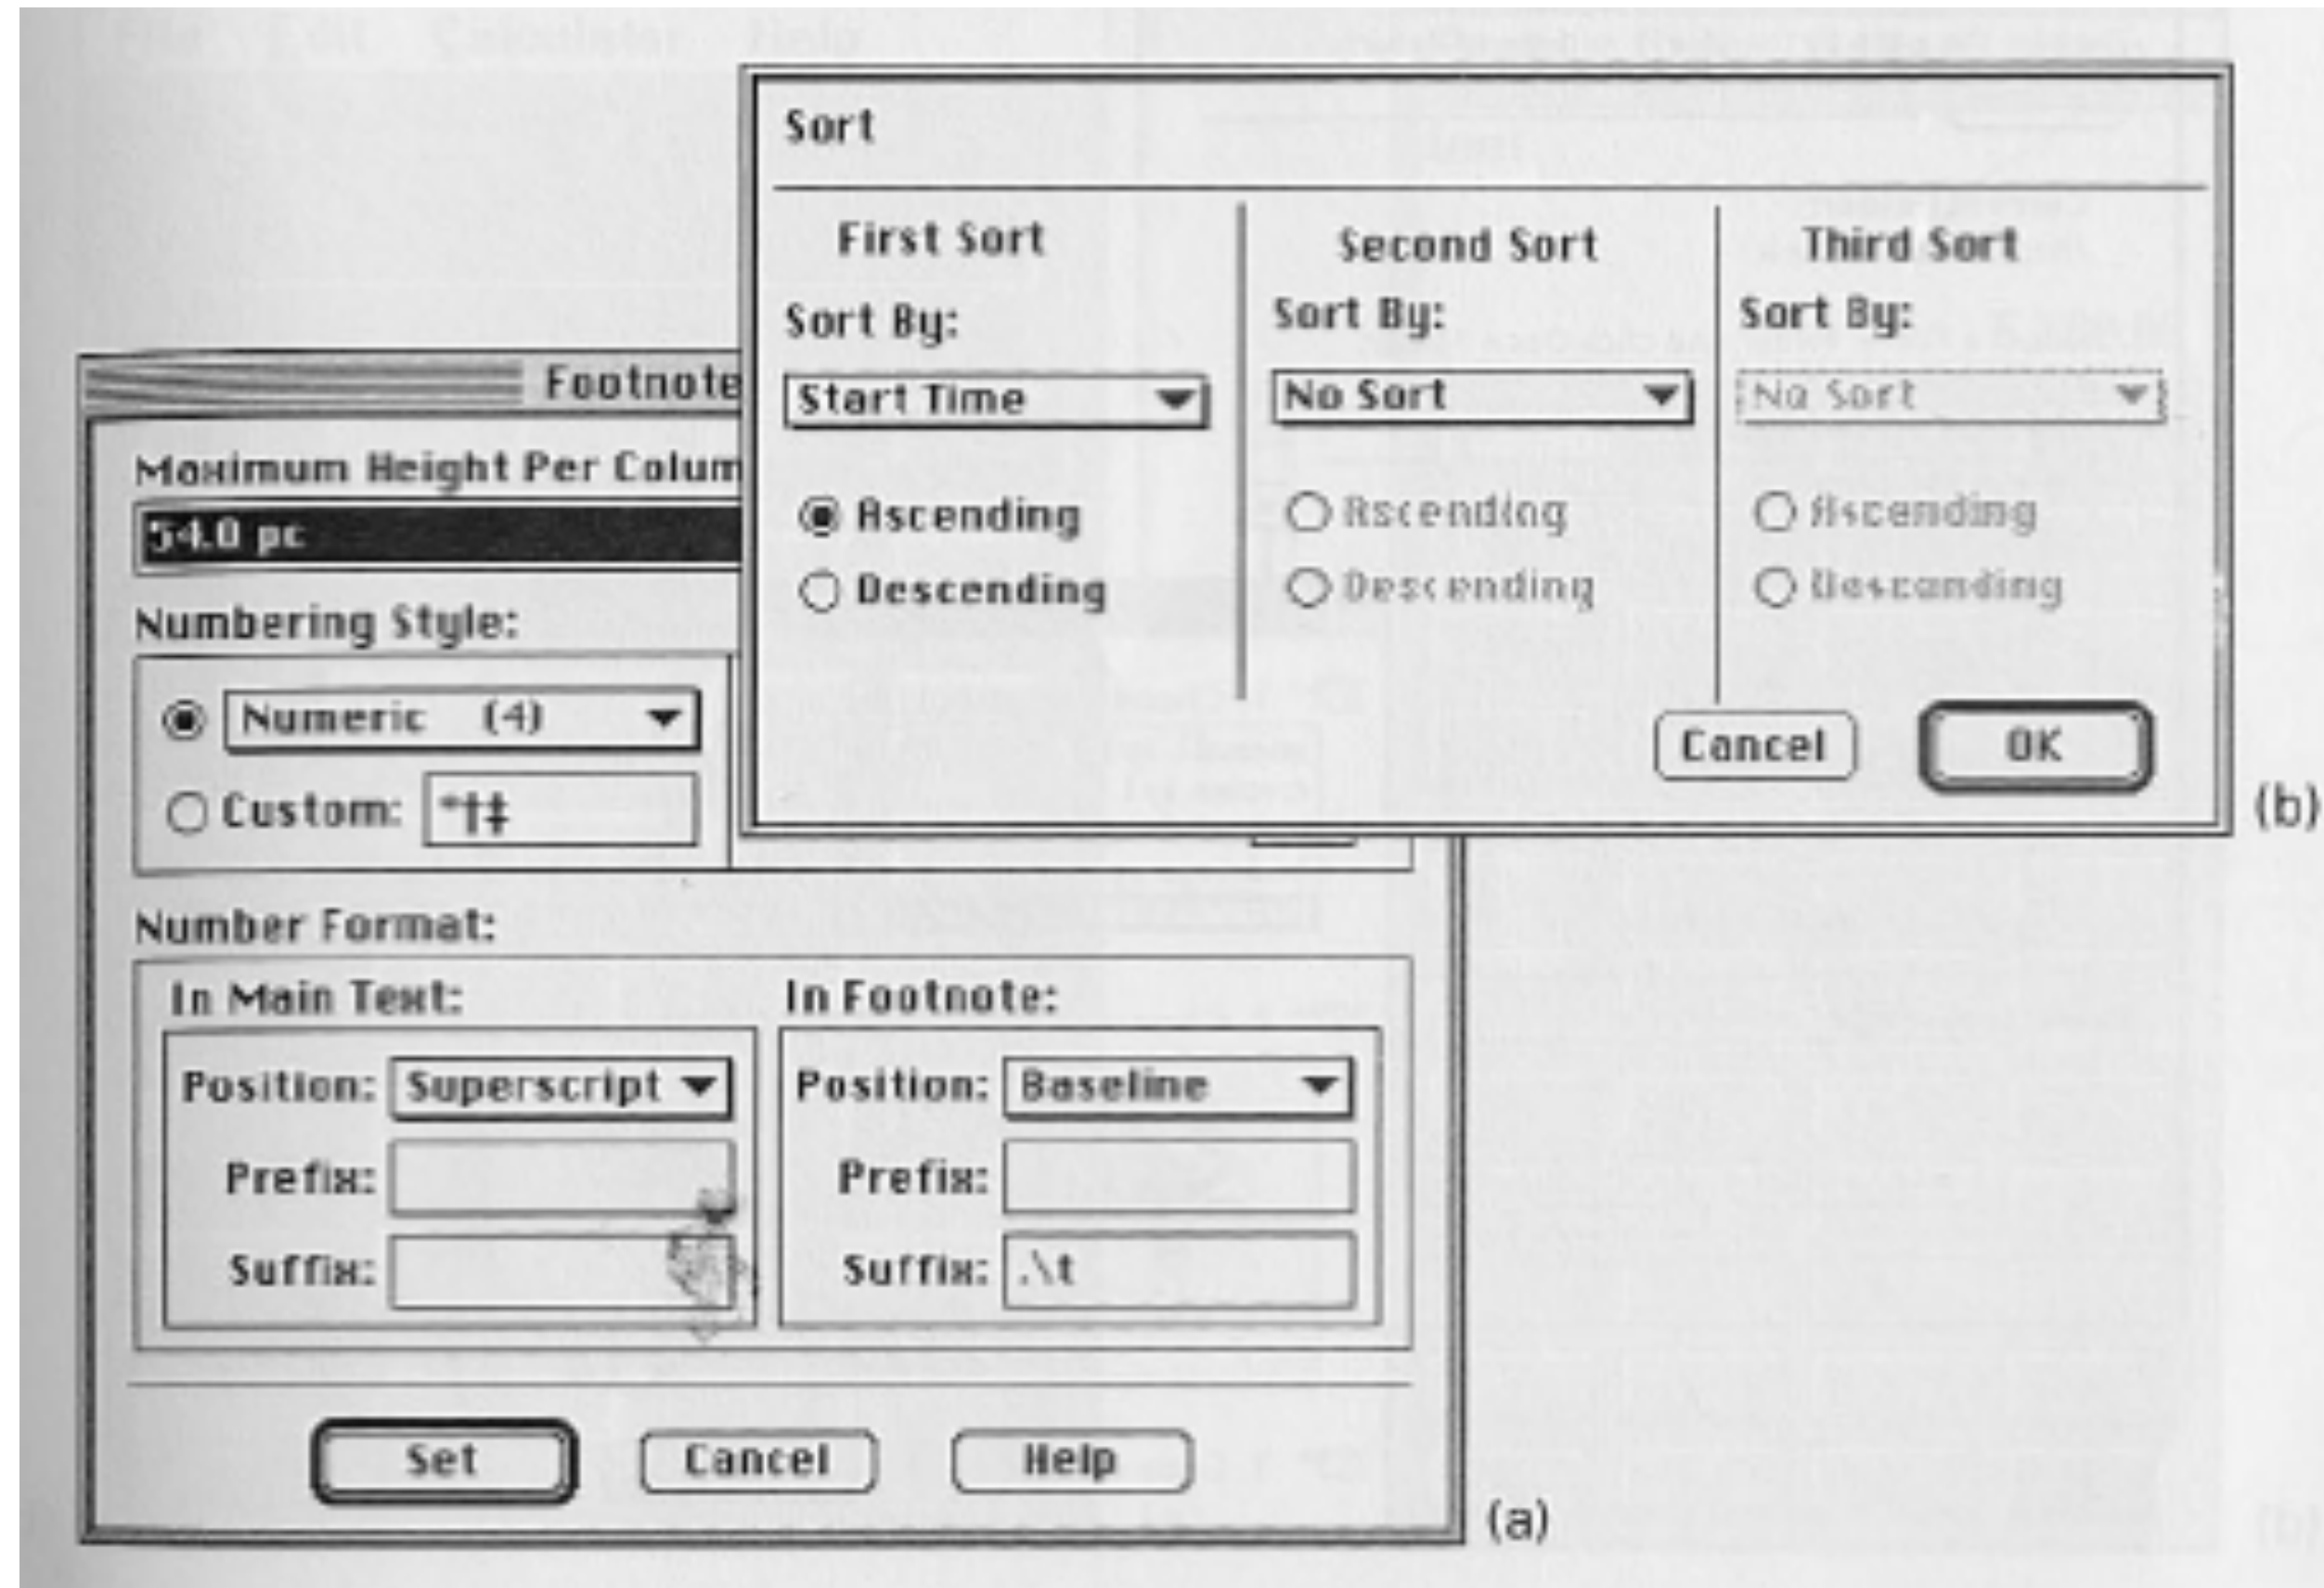 Sort
First Sort
Sort By:
Start Time
Ascending
Descending
Second Sort
Sort By:
No Sort
Ascending
Descending
Third Sort
Sort By:
No Sort
Ascending
Descending
Cancel OK
(b)
Footnote
Maximum Height Per Colum
54.0 pc
Numbering Style:
Numeric (4)
Custom: *†‡
Number Format:
In Main Text:
Position: Superscript
Prefix:
Suffix:
In Footnote:
Position: Baseline
Prefix:
Suffix: .\t
Set Cancel Help
(a)